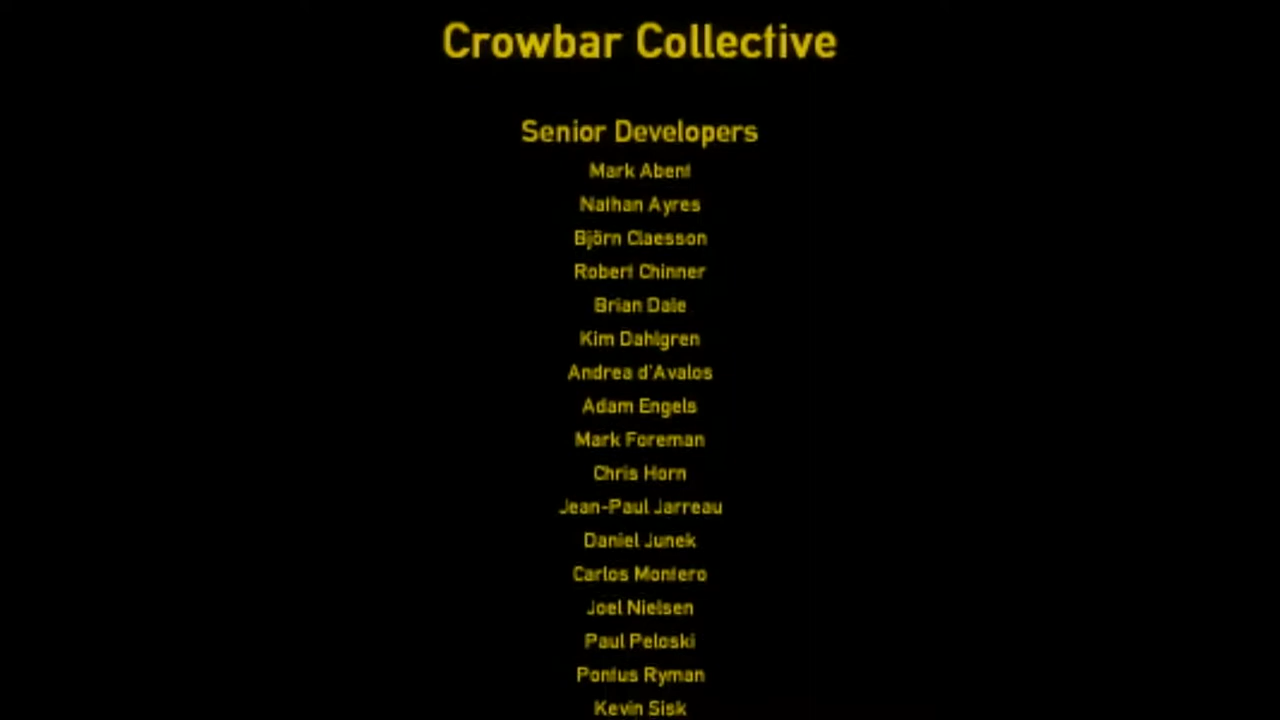 Crowbar Collective
Senior Developers
Mark Abent
Nathan Ayres
Björn Claesson
Robert Chinner
Brian Dale
Kim Dahlgren
Andrea d'Avalos
Adam Engels
Mark Foreman
Chris Horn
Jean-Paul Jarreau
Daniel Junek
Carlos Montero
Joel Nielsen
Paul Peloski
Pontus Ryman
Kevin Sisk